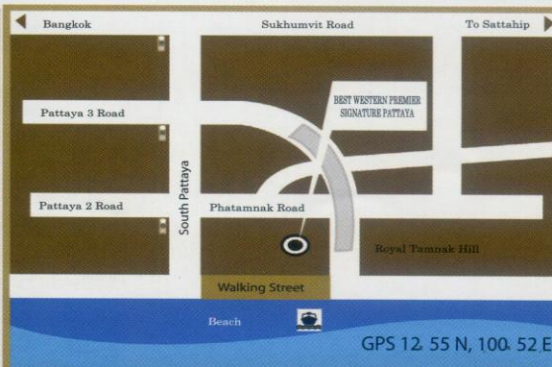 Bangkok
Sukhumvit Road
To Sattahip
BEST WESTERN PREMIER
SIGNATURE PATTAYA
Pattaya 3 Road
South Pattaya
Pattaya 2 Road
Phatamnak Road
Royal Tamnak Hill
Walking Street
Beach
GPS 12 55 N, 100 52 E